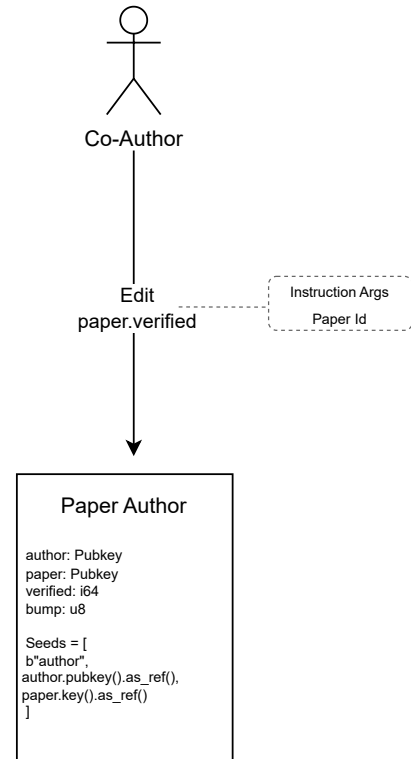 Co-Author
Edit
paper.verified
Instruction Args
Paper Id
Paper Author
author: Pubkey
paper: Pubkey
verified: i64
bump: u8
Seeds = [
b"author",
author.pubkey().as_ref(),
paper.key().as_ref()
]